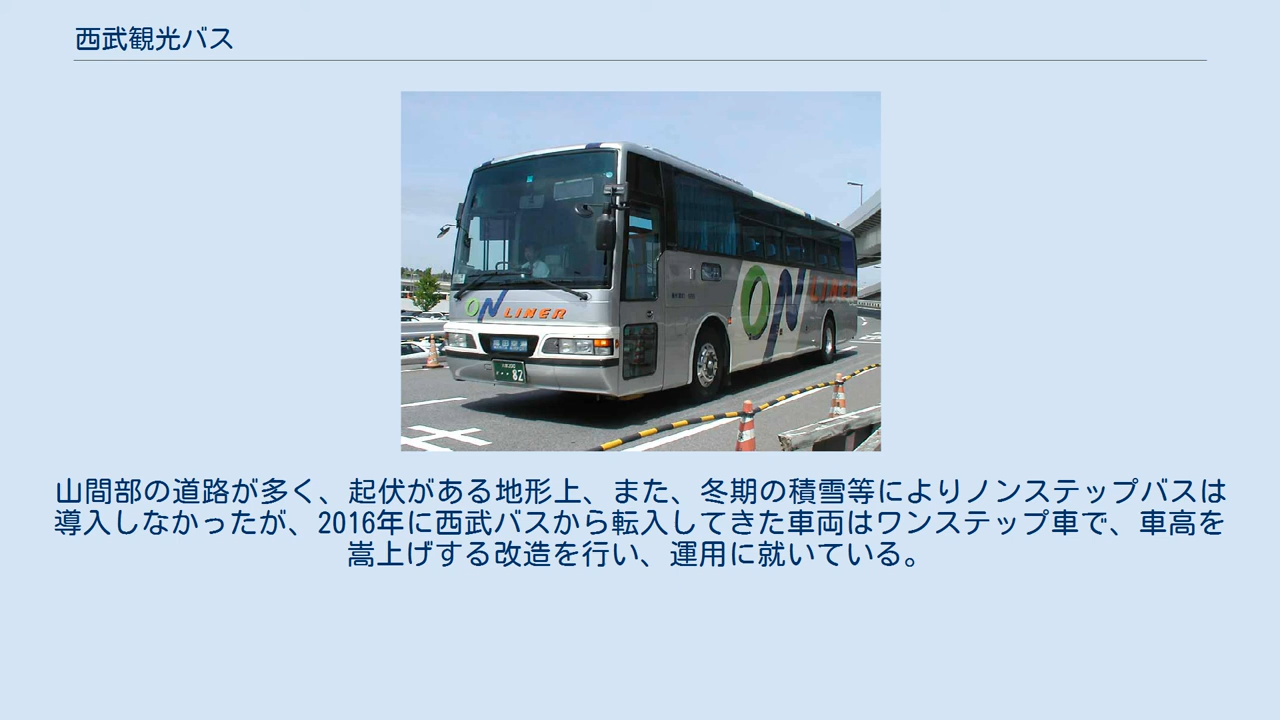 西武観光バス
ON LINER
ON LINER
82
山間部の道路が多く、起伏がある地形上、また、冬期の積雪等によりノンステップバスは
導入しなかったが、2016年に西武バスから転入してきた車両はワンステップ車で、車高を
嵩上げする改造を行い、運用に就いている。